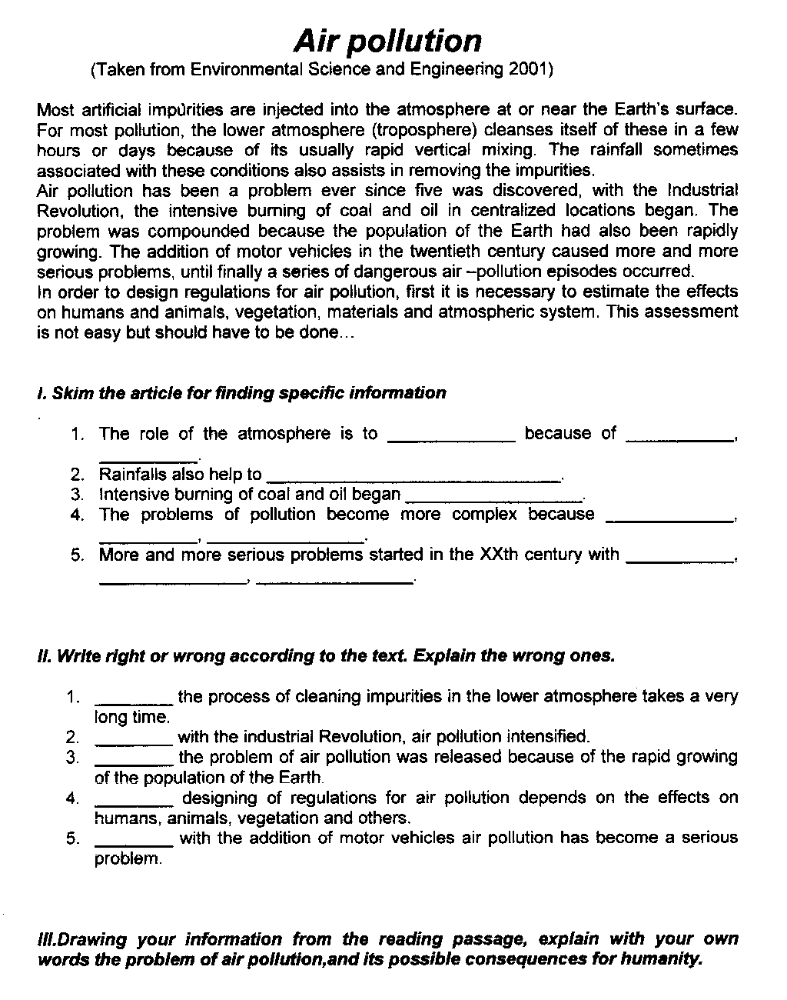 Air pollution
(Taken from Environmental Science and Engineering 2001)
Most artificial impurities are injected into the atmosphere at or near the Earth's surface.
For most pollution, the lower atmosphere (troposphere) cleanses itself of these in a few
hours or days because of its usually rapid vertical mixing. The rainfall sometimes
associated with these conditions also assists in removing the impurities.
Air pollution has been a problem ever since five was discovered, with the Industrial
Revolution, the intensive burning of coal and oil in centralized locations began. The
problem was compounded because the population of the Earth had also been rapidly
growing. The addition of motor vehicles in the twentieth century caused more and more
serious problems, until finally a series of dangerous air –pollution episodes occurred.
In order to design regulations for air pollution, first it is necessary to estimate the effects
on humans and animals, vegetation, materials and atmospheric system. This assessment
is not easy but should have to be done...
I. Skim the article for finding specific information
1. The role of the atmosphere is to ____________ because of __________,
_________.
2. Rainfalls also help to ___________________________.
3. Intensive burning of coal and oil began ________________.
4. The problems of pollution become more complex because ____________,
_________, ______________.
5. More and more serious problems started in the XXth century with __________,
_____________, ______________.
II. Write right or wrong according to the text. Explain the wrong ones.
1. _______ the process of cleaning impurities in the lower atmosphere takes a very
long time.
2. _______ with the industrial Revolution, air pollution intensified.
3. _______ the problem of air pollution was released because of the rapid growing
of the population of the Earth.
4. _______ designing of regulations for air pollution depends on the effects on
humans, animals, vegetation and others.
5. _______ with the addition of motor vehicles air pollution has become a serious
problem.
III.Drawing your information from the reading passage, explain with your own
words the problem of air pollution,and its possible consequences for humanity.